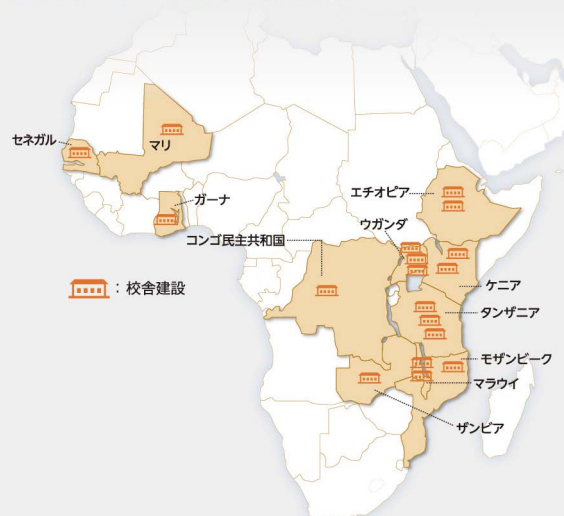 セネガル
マリ
ガーナ
エチオピア
ウガンダ
コンゴ民主共和国
ケニア
：校舎建設
タンザニア
モザンビーク
マラウイ
ザンビア